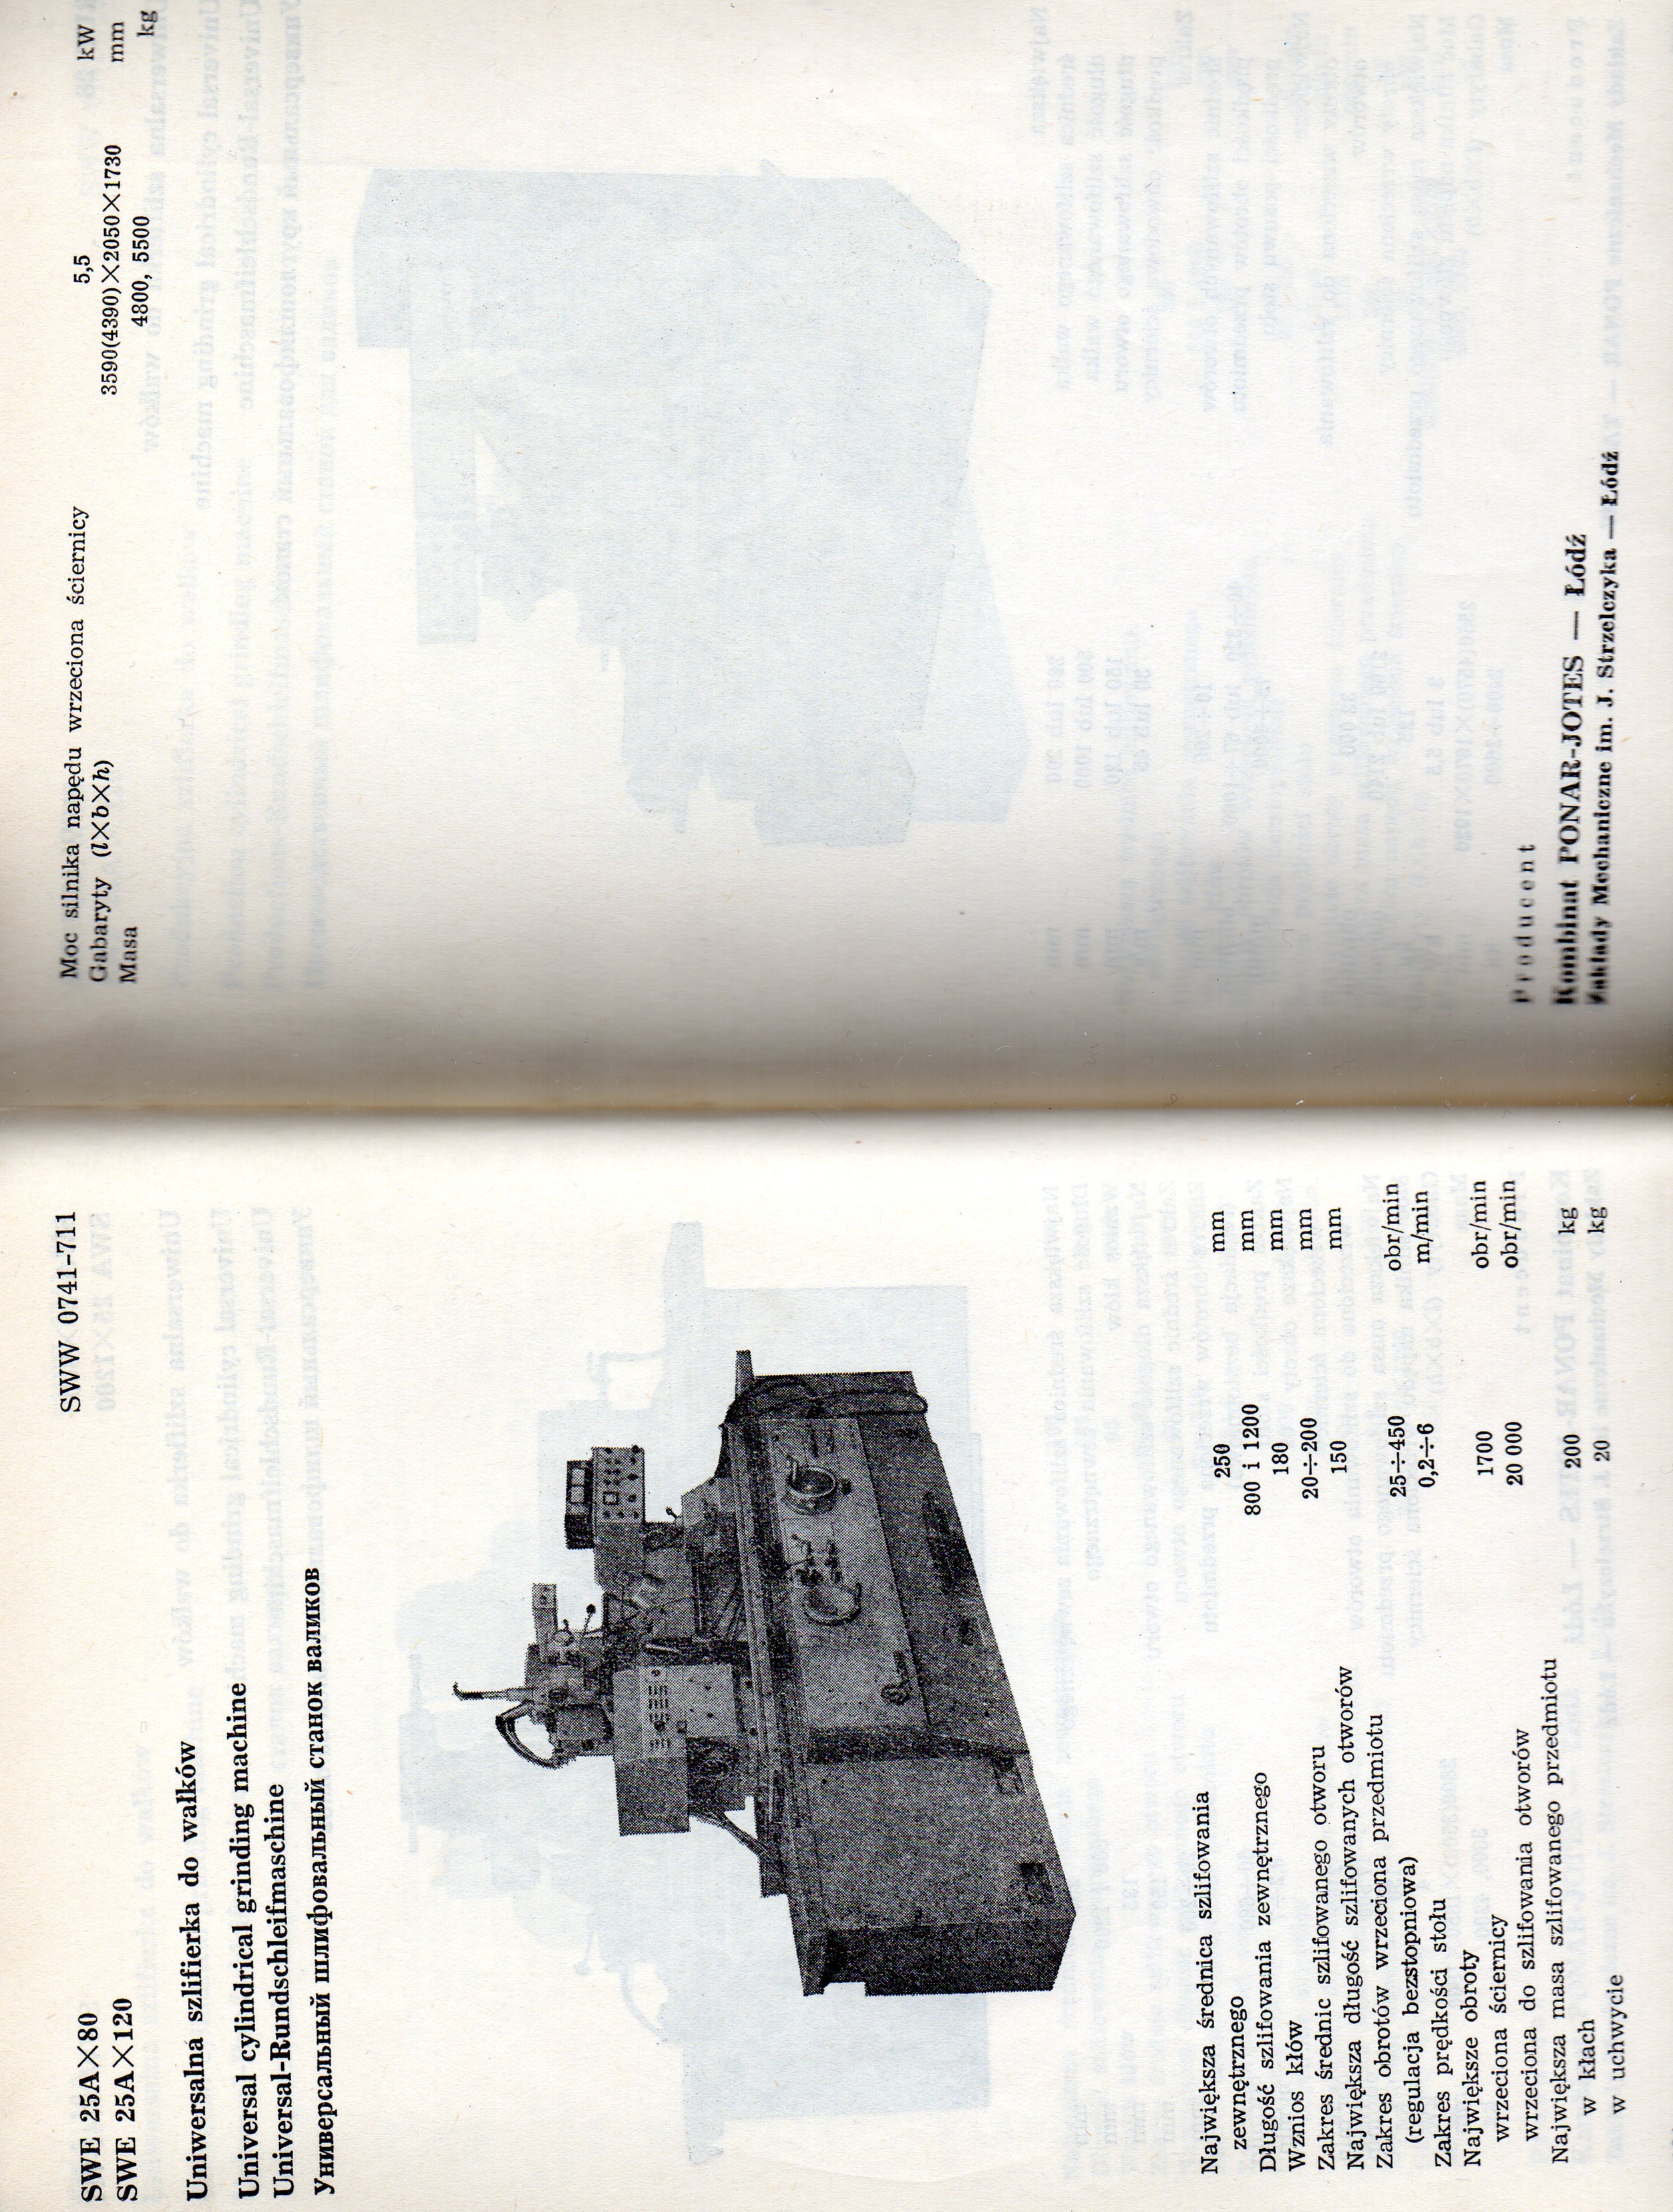 SWE 25A×80
SWW 0741-711
SWE 25A×120
Uniwersalna szlifierka do wałków
Universal cylindrical grinding machine
Universal-Rundschleifmaschine
Универсальный шлифовальный станок валиков
Największa średnica szlifowania
zewnętrznego 250 mm
Długość szlifowania zewnętrznego 800 i 1200 mm
Wznios kłów 180 mm
Zakres średnic szlifowanego otworu 20÷200 mm
Największa długość szlifowanych otworów 150 mm
Zakres obrotów wrzeciona przedmiotu
(regulacja bezstopniowa) 25÷450 obr/min
Zakres prędkości stołu 0,2÷6 m/min
Największe obroty
wrzeciona ściernicy 1700 obr/min
wrzeciona do szlifowania otworów 20 000 obr/min
Największa masa szlifowanego przedmiotu
w kłach 200 kg
w uchwycie 20 kg
Moc silnika napędu wrzeciona ściernicy 5,5 kW
Gabaryty (l×b×h) 3590(4390)×2050×1730 mm
Masa 4800, 5500 kg
Producent
Kombinat PONAR-JOTES — Łódź
Zakłady Mechaniczne im. J. Strzelczyka — Łódź